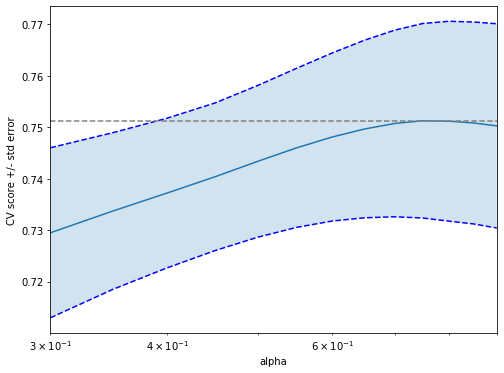 0.77
0.76
0.75
0.74
0.73
0.72
CV score +/- std error
3 × 10⁻¹
4 × 10⁻¹
6 × 10⁻¹
alpha